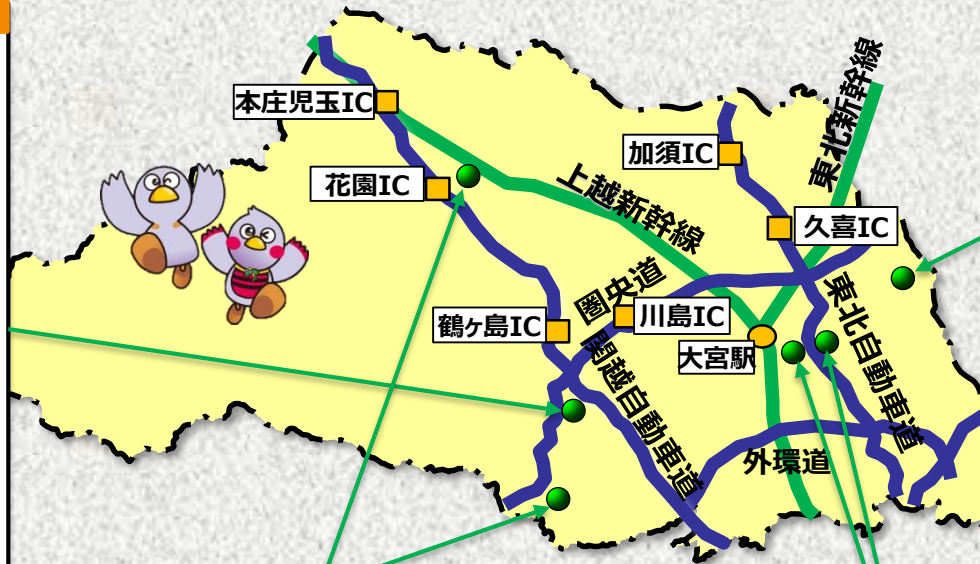 本庄児玉IC
花園IC
加須IC
東北新幹線
上越新幹線
久喜IC
圏央道
鶴ヶ島IC
川島IC
大宮駅
関越自動車道
東北自動車道
外環道